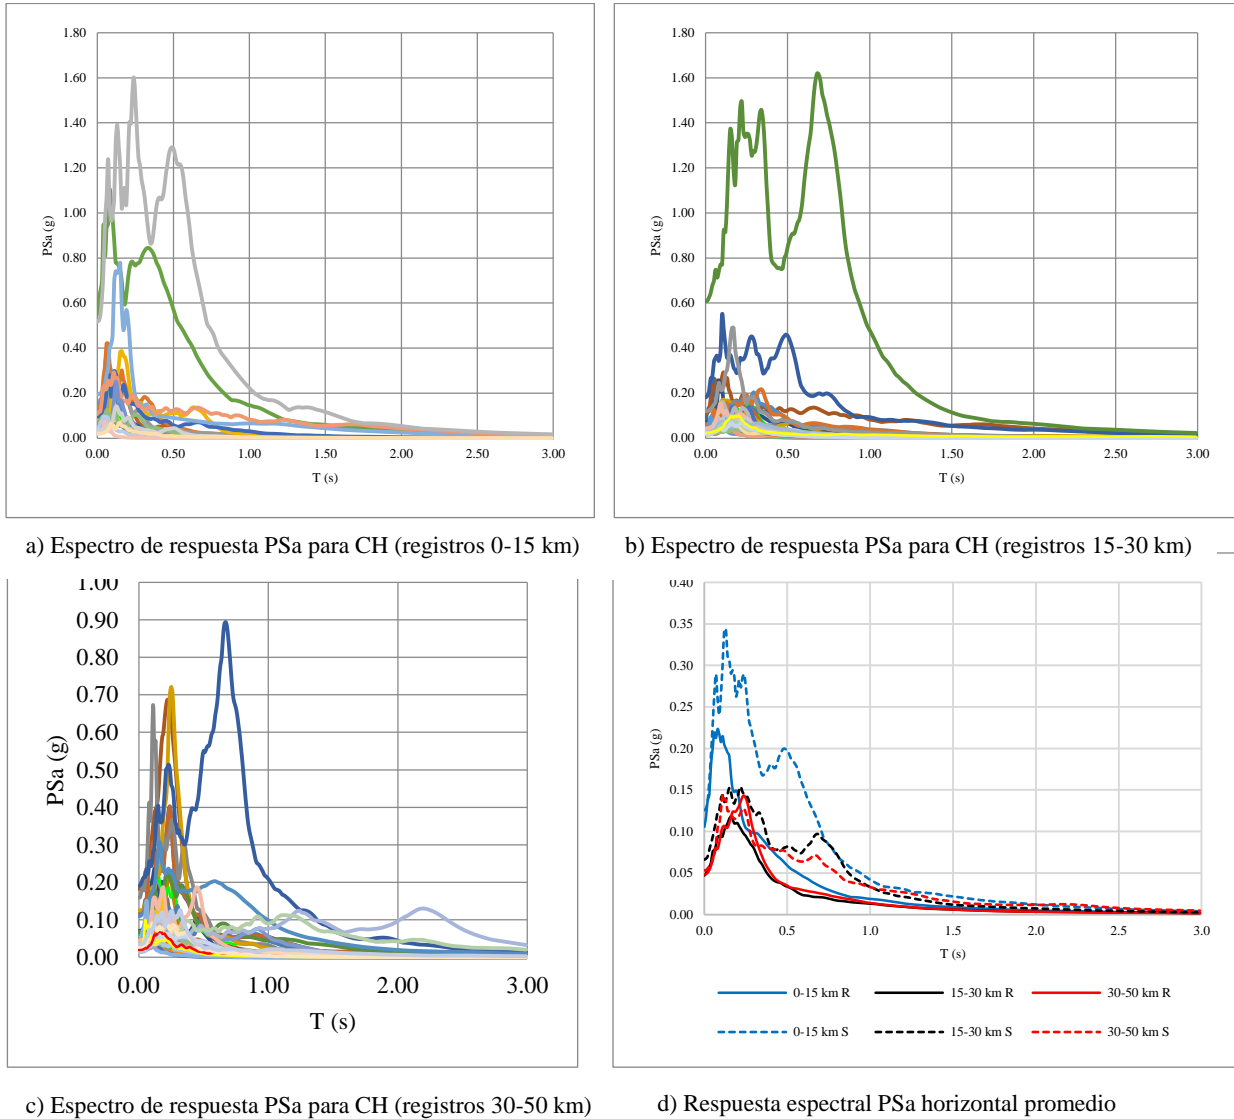 1.80
1.60
1.40
1.20
1.00
0.80
0.60
0.40
0.20
0.00
PSa (g)
0.00 0.50 1.00 1.50 2.00 2.50 3.00
T (s)
a) Espectro de respuesta PSa para CH (registros 0-15 km)
1.80
1.60
1.40
1.20
1.00
0.80
0.60
0.40
0.20
0.00
PSa (g)
0.00 0.50 1.00 1.50 2.00 2.50 3.00
T (s)
b) Espectro de respuesta PSa para CH (registros 15-30 km)
1.00
0.90
0.80
0.70
0.60
0.50
0.40
0.30
0.20
0.10
0.00
PSa (g)
0.00 1.00 2.00 3.00
T (s)
c) Espectro de respuesta PSa para CH (registros 30-50 km)
0.40
0.35
0.30
0.25
0.20
0.15
0.10
0.05
0.00
PSa (g)
0.0 0.5 1.0 1.5 2.0 2.5 3.0
T (s)
0-15 km R 15-30 km R 30-50 km R
0-15 km S 15-30 km S 30-50 km S
d) Respuesta espectral PSa horizontal promedio